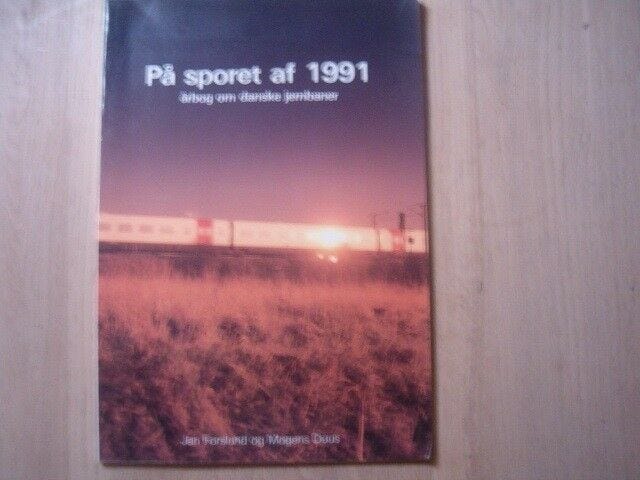 På sporet af 1991
årbog om danske jernbaner
Jan Forslund og Mogens Duus